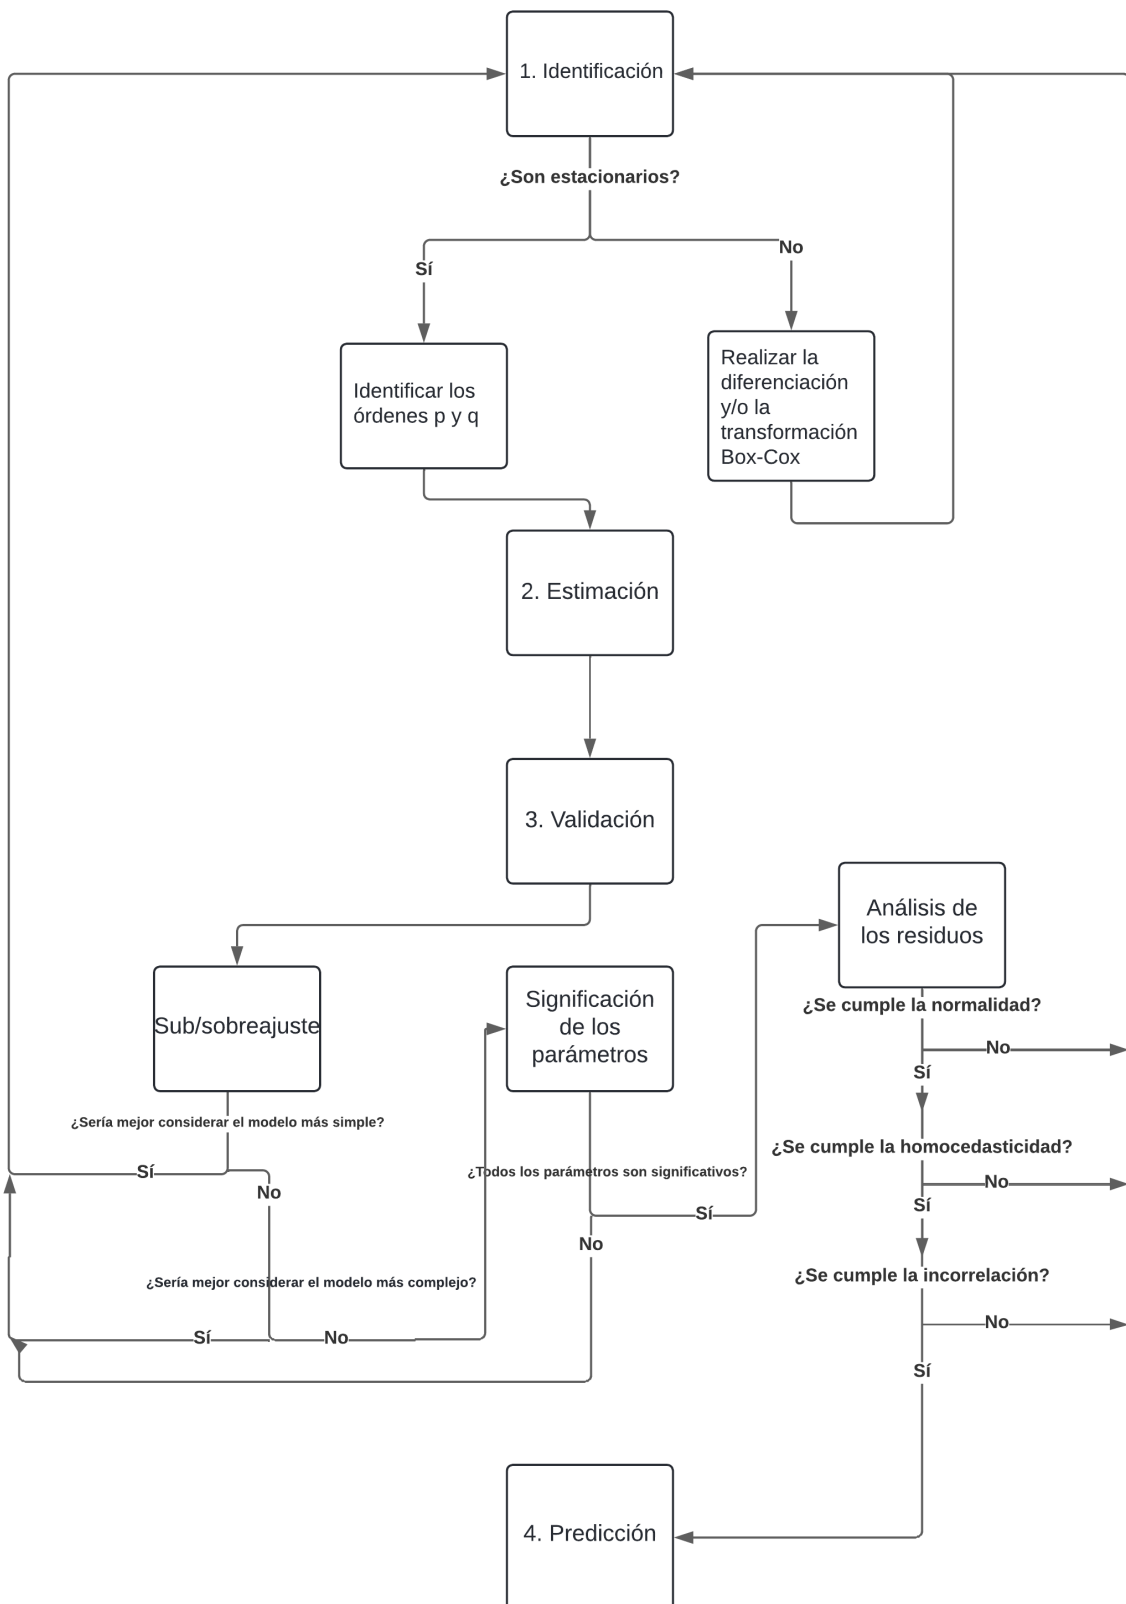 1. Identificación
¿Son estacionarios?
Sí
No
Identificar los
órdenes p y q
Realizar la
diferenciación
y/o la
transformación
Box-Cox
2. Estimación
3. Validación
Análisis de
los residuos
Sub/sobreajuste
Significación
de los
parámetros
¿Se cumple la normalidad?
No
Sí
¿Sería mejor considerar el modelo más simple?
Sí
No
¿Todos los parámetros son significativos?
Sí
No
¿Se cumple la homocedasticidad?
No
Sí
¿Sería mejor considerar el modelo más complejo?
Sí
No
¿Se cumple la incorrelación?
No
Sí
4. Predicción